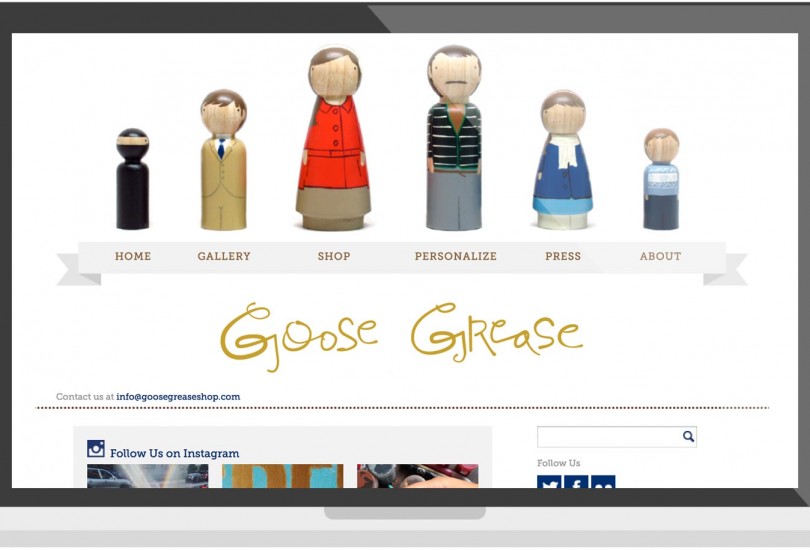 HOME GALLERY SHOP PERSONALIZE PRESS ABOUT
Goose Grease
Contact us at info@goosegreaseshop.com
Follow Us on Instagram
Follow Us